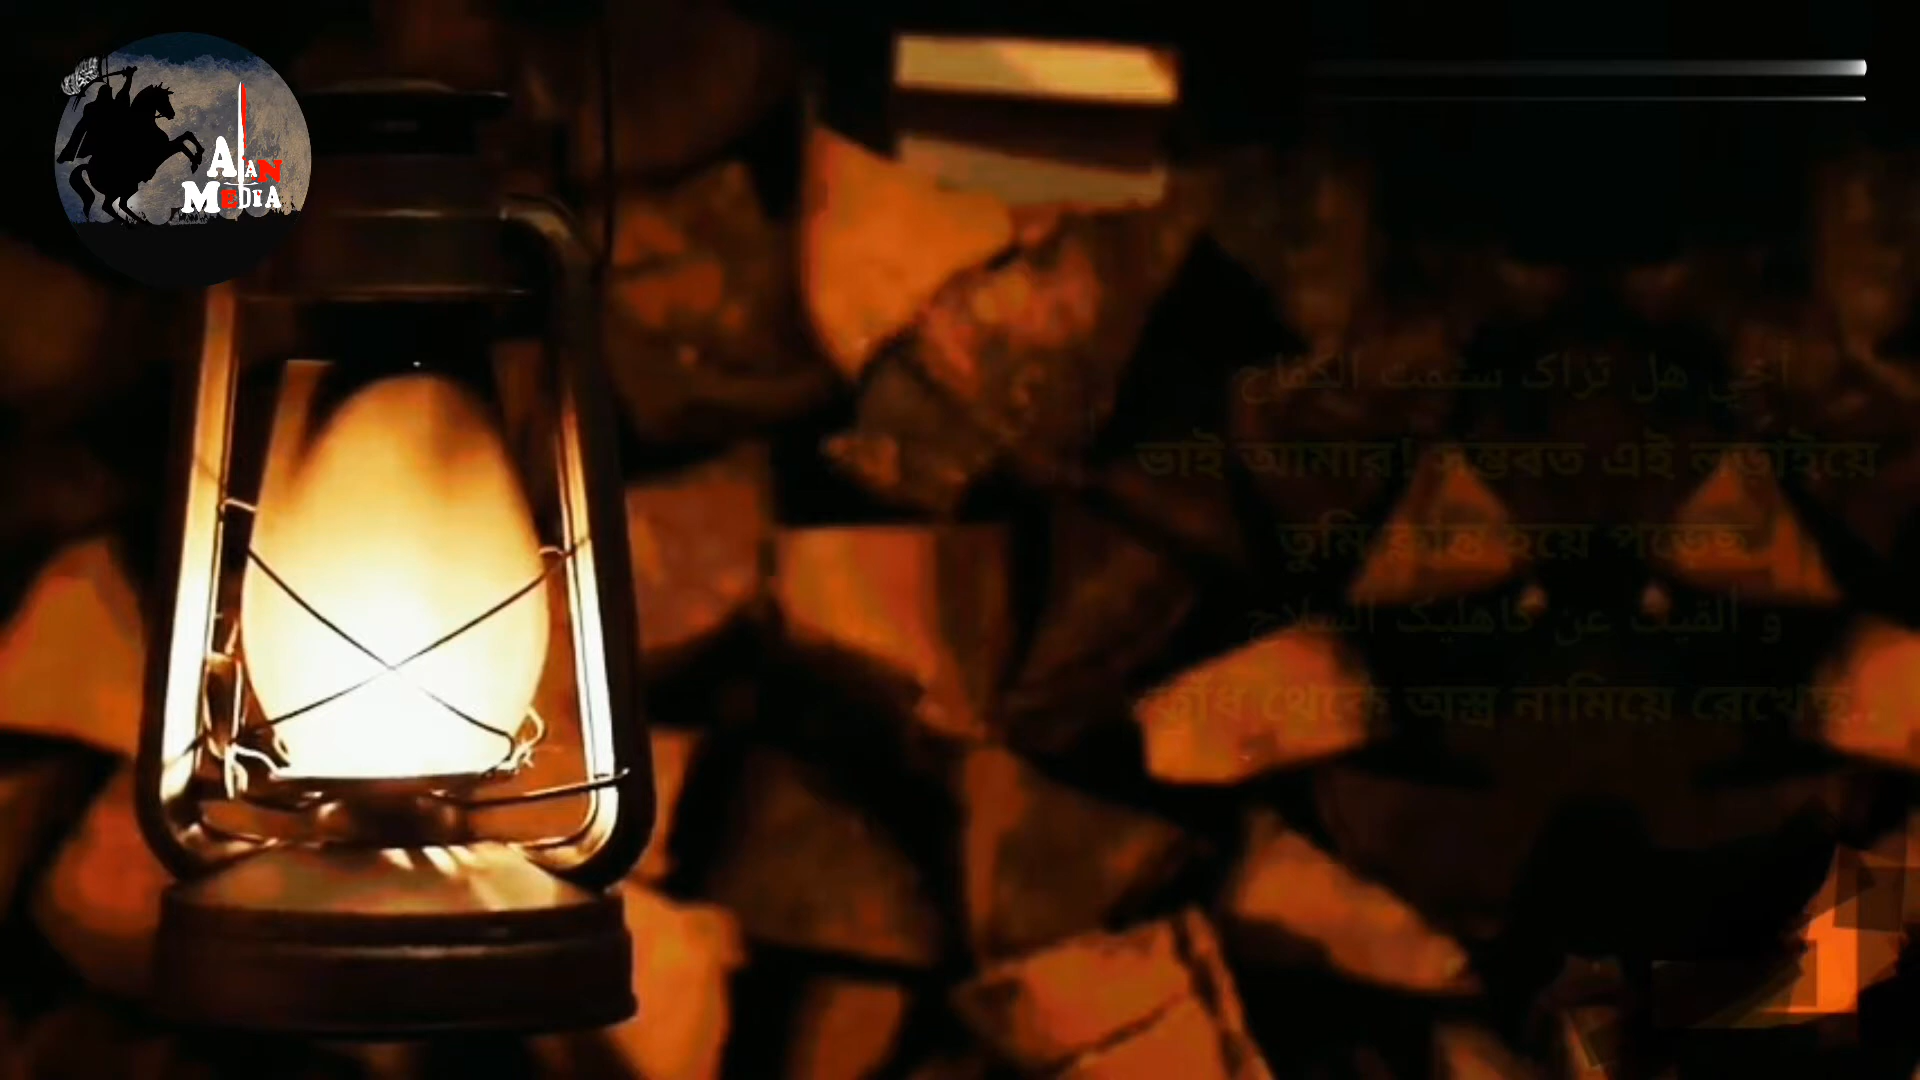 AJAN
MEDIA
أخي هل تراك سئمت الكفاح
ভাই আমার! সম্ভবত এই লড়াইয়ে
তুমি ক্লান্ত হয়ে পড়েছ
و ألقيت عن كاهليك السلاح
কাঁধ থেকে অস্ত্র নামিয়ে রেখেছ